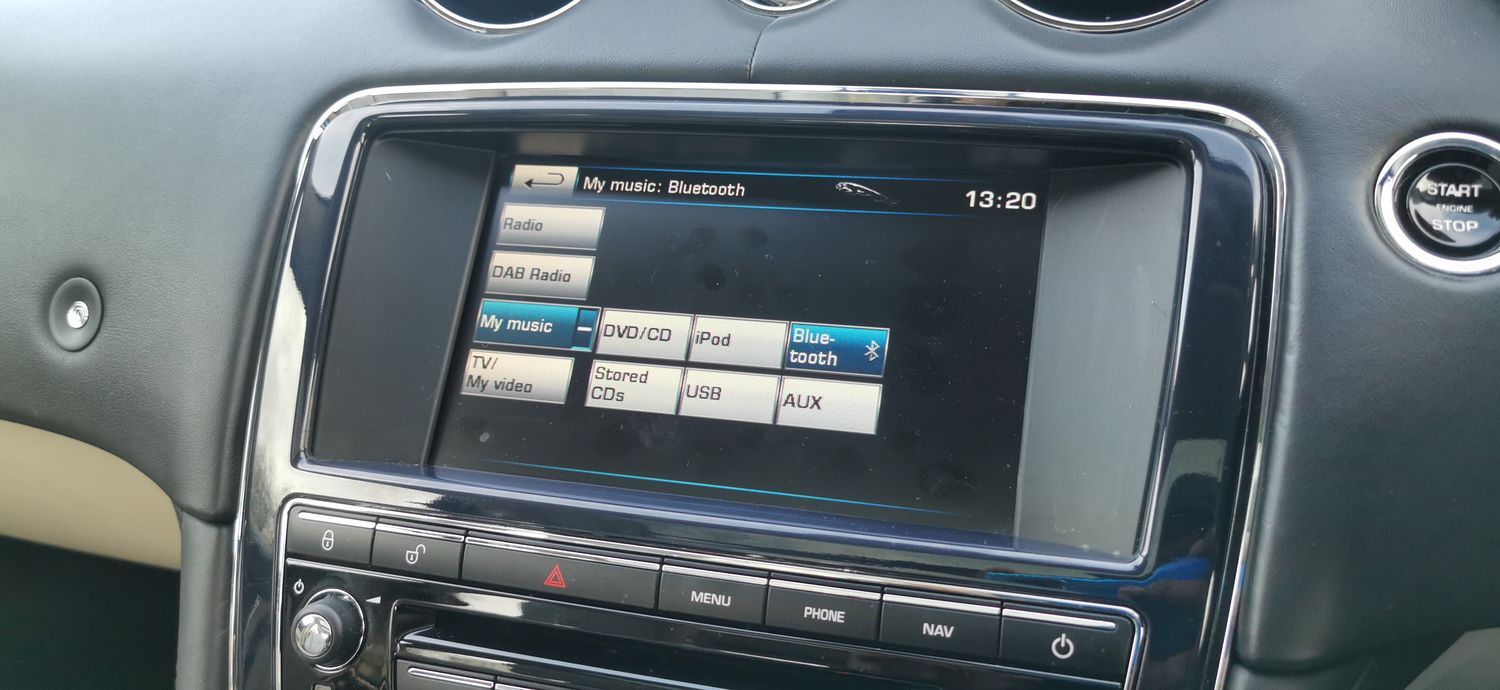 My music: Bluetooth
13:20
START
ENGINE
STOP
Radio
DAB Radio
My music
DVD/CD
iPod
Blue-
tooth
TV/
My video
Stored
CDs
USB
AUX
MENU
PHONE
NAV